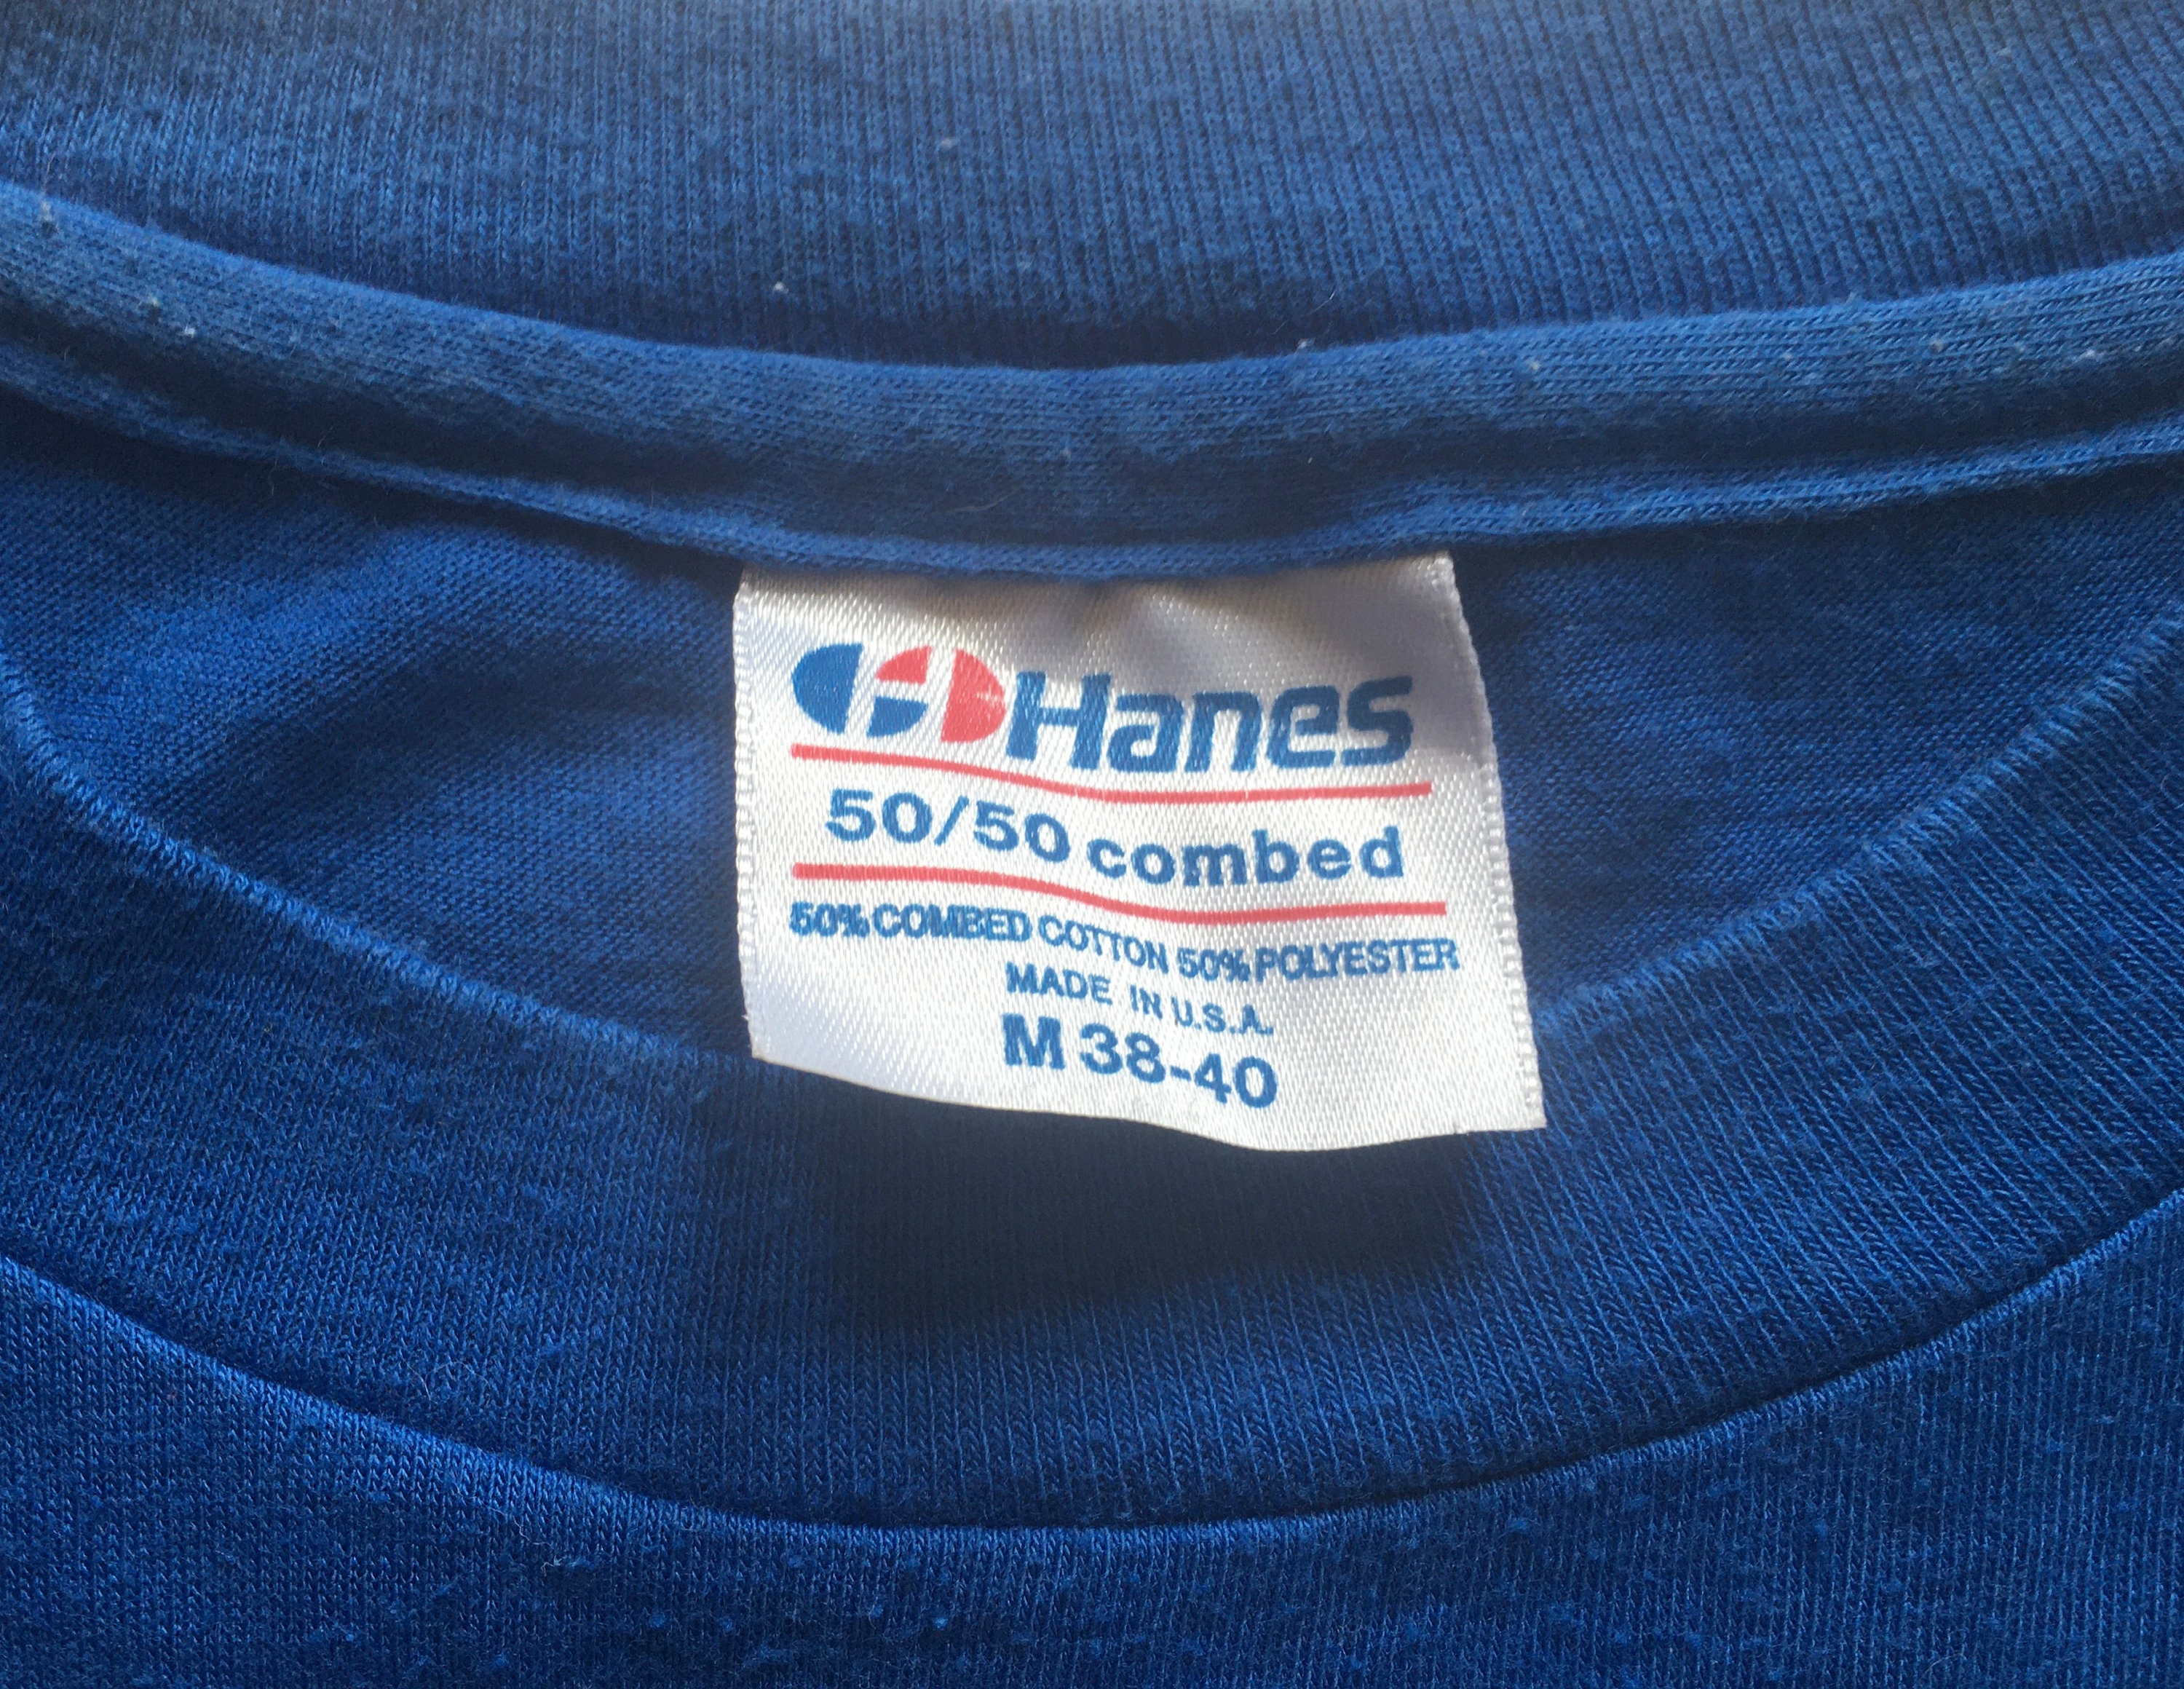 Hanes
50/50 combed
50% COMBED COTTON 50% POLYESTER
MADE IN U.S.A.
M 38-40